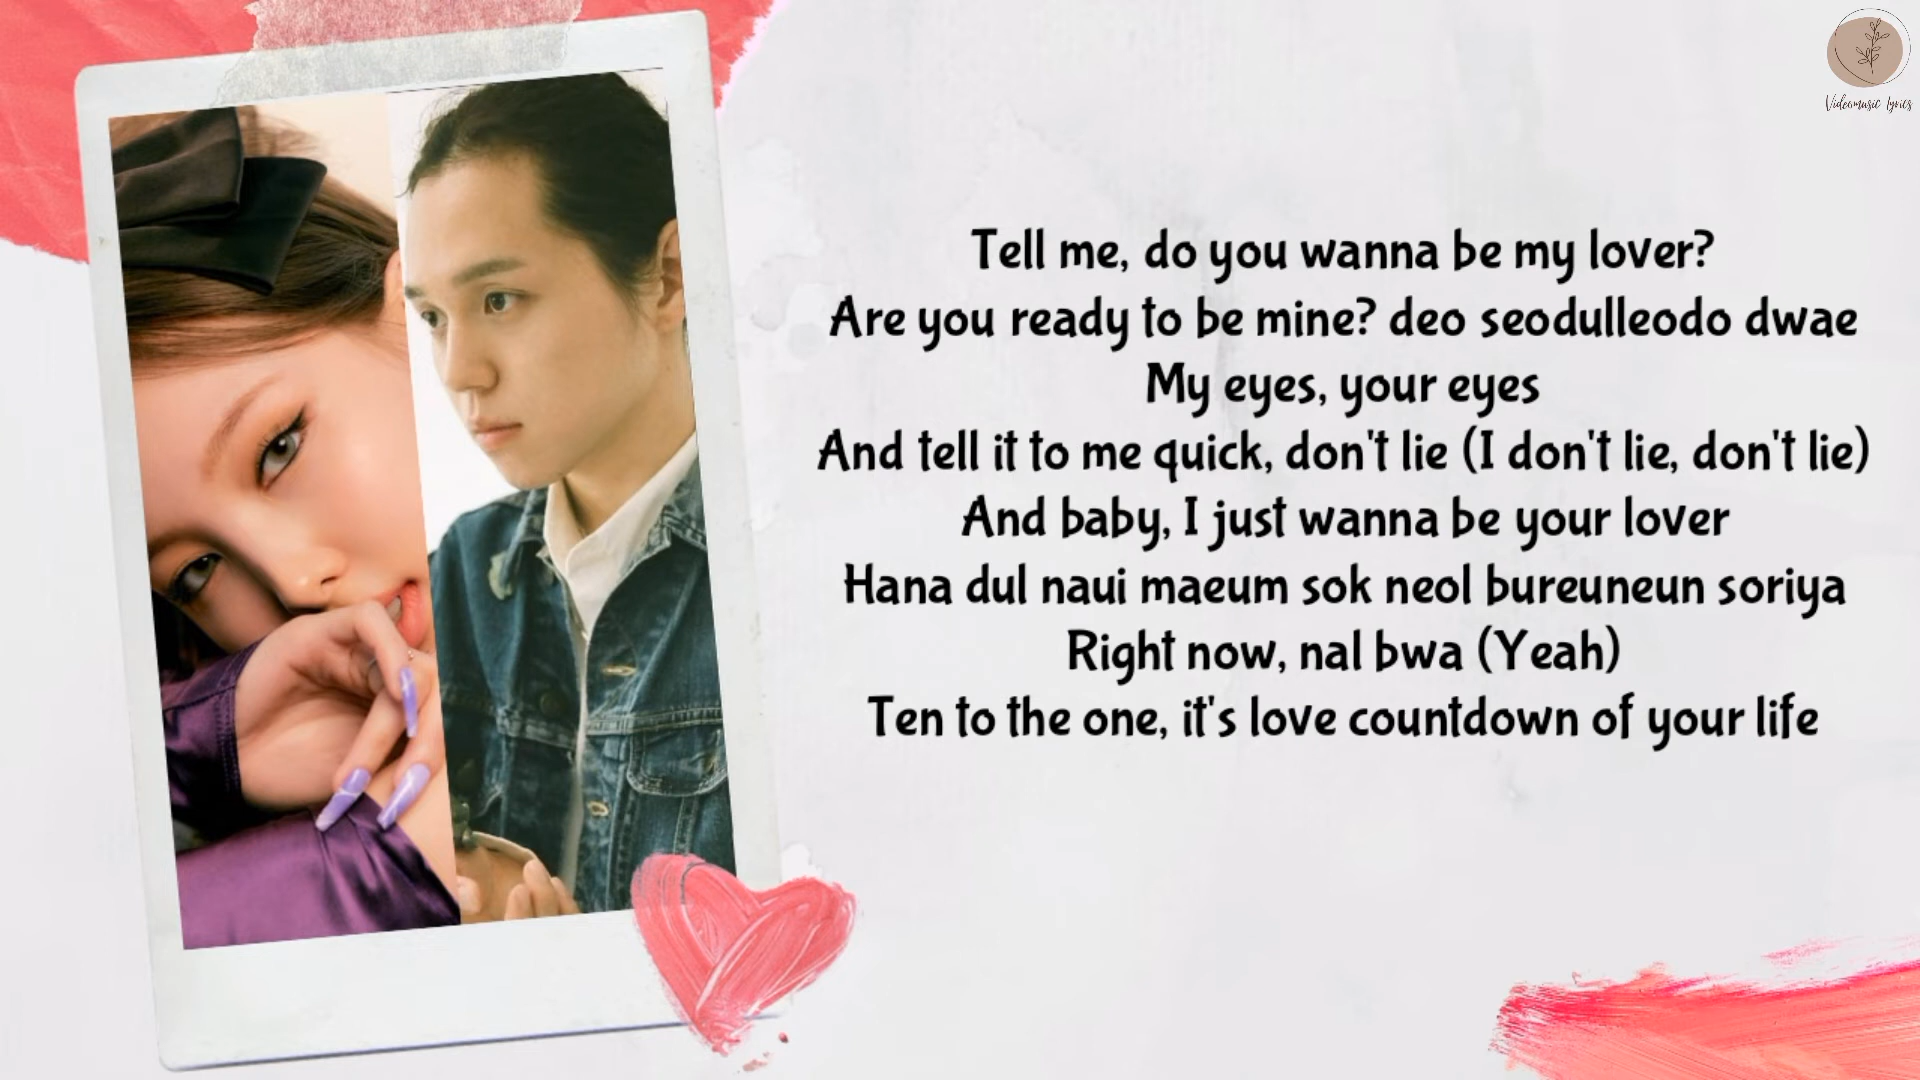 Videomusic lyrics
Tell me, do you wanna be my lover?
Are you ready to be mine? deo seodulleodo dwae
My eyes, your eyes
And tell it to me quick, don't lie (I don't lie, don't lie)
And baby, I just wanna be your lover
Hana dul naui maeum sok neol bureuneun soriya
Right now, nal bwa (Yeah)
Ten to the one, it's love countdown of your life